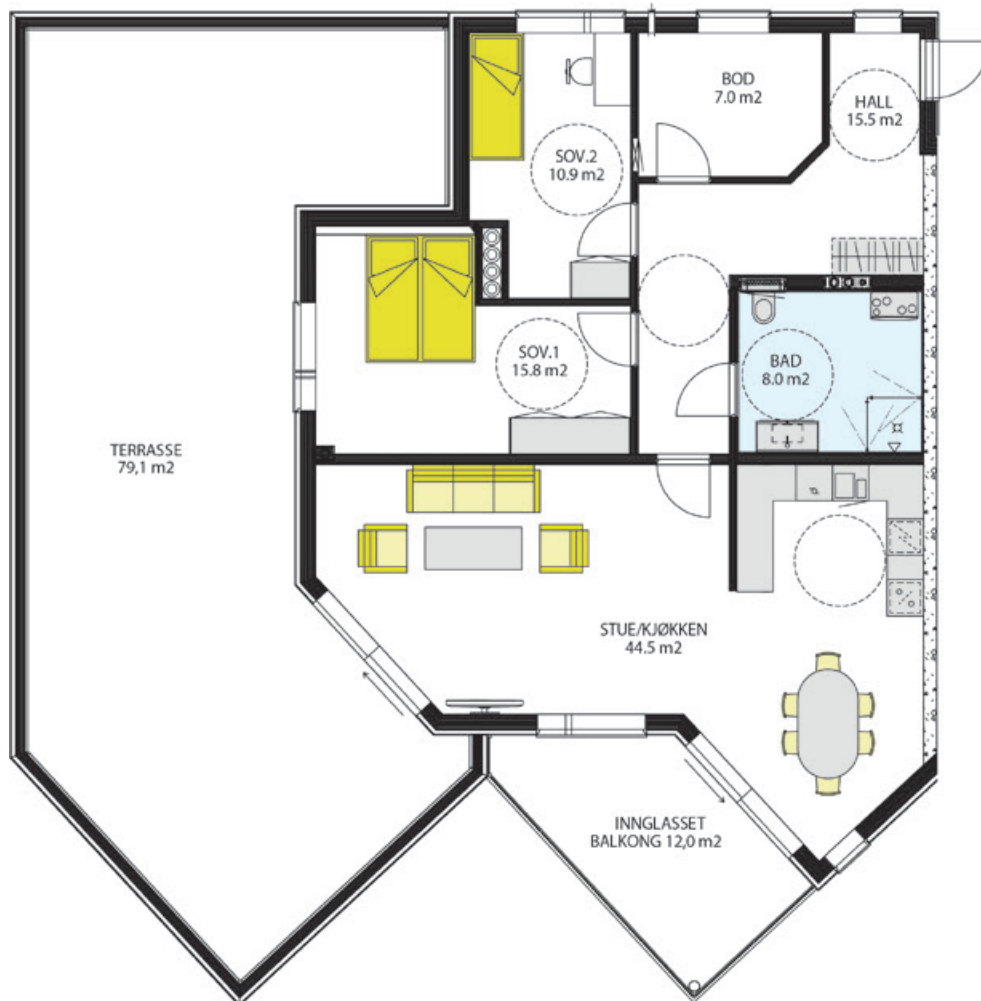 BOD
7.0 m2
HALL
15.5 m2
SOV.2
10.9 m2
SOV.1
15.8 m2
BAD
8.0 m2
TERRASSE
79,1 m2
STUE/KJØKKEN
44.5 m2
INNGLASSET
BALKONG 12,0 m2